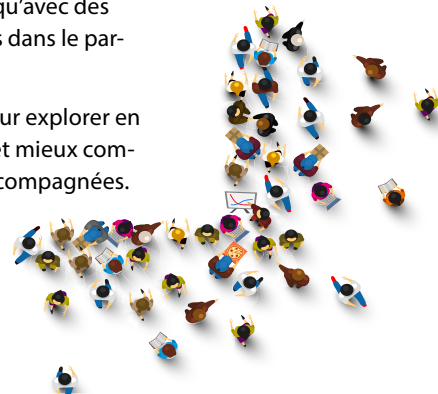 qu'avec des
s dans le par-
ur explorer en
et mieux com-
compagnées.